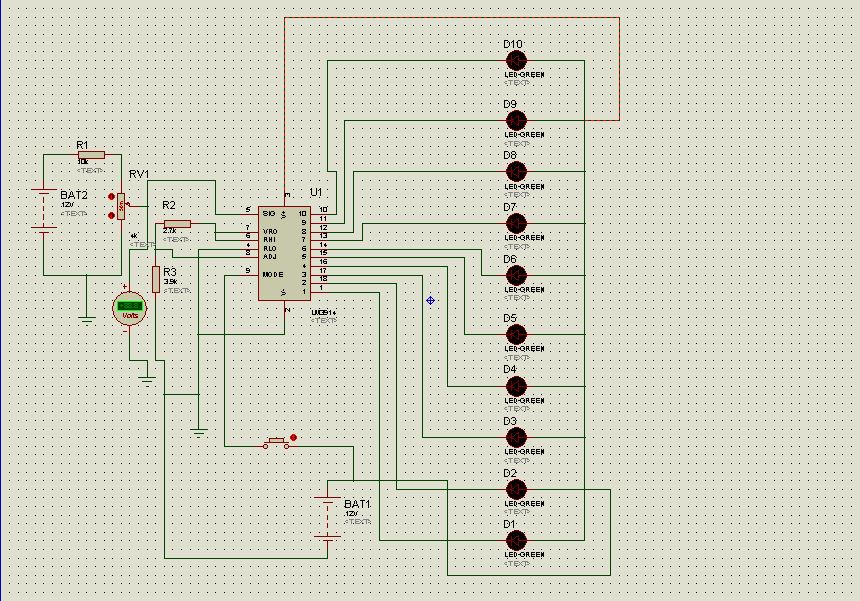 D10
LED-GREEN
<TEXT>
D9
LED-GREEN
<TEXT>
D8
LED-GREEN
<TEXT>
D7
LED-GREEN
<TEXT>
D6
LED-GREEN
<TEXT>
D5
LED-GREEN
<TEXT>
D4
LED-GREEN
<TEXT>
D3
LED-GREEN
<TEXT>
D2
LED-GREEN
<TEXT>
D1
LED-GREEN
<TEXT>
R1
10k
<TEXT>
BAT2
12V
<TEXT>
RV1
4k
<TEXT>
R2
2.7k
<TEXT>
R3
3.9k
<TEXT>
+
Volts
-
U1
LM3914
<TEXT>
3
5 SIG 10 10
9 11
7 VRO 8 12
6 RHI 7 13
4 RLO 6 14
8 ADJ 5 15
4 16
9 MODE 3 17
2 18
1 1
2
BAT1
12V
<TEXT>